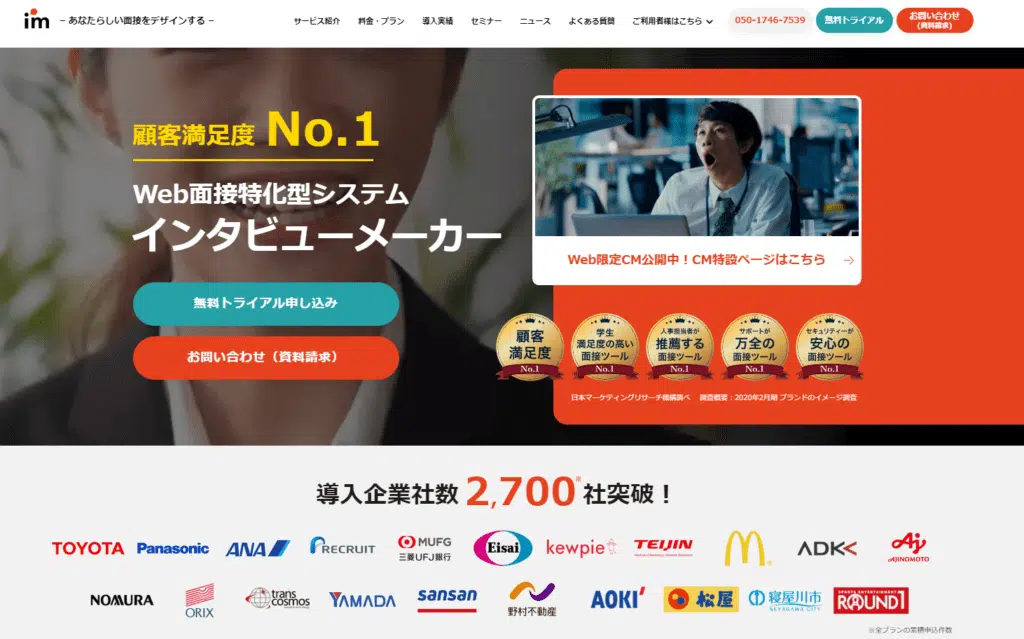 im
– あなたらしい面接をデザインする –
サービス紹介 料金・プラン 導入実績 セミナー ニュース よくある質問 ご利用者様はこちら
050-1746-7539
無料トライアル
お問い合わせ
(資料請求)
顧客満足度 No.1
Web面接特化型システム
インタビューメーカー
無料トライアル申し込み
お問い合わせ（資料請求）
Web限定CM公開中！CM特設ページはこちら
顧客
満足度
No.1
学生
満足度の高い
面接ツール
No.1
人事担当者が
推薦する
面接ツール
No.1
サポートが
万全の
面接ツール
No.1
セキュリティーが
安心の
面接ツール
No.1
日本マーケティングリサーチ機構調べ 調査概要：2020年2月期 ブランドのイメージ調査
導入企業社数 2,700※社突破！
TOYOTA Panasonic ANA RECRUIT MUFG 三菱UFJ銀行 Eisai kewpie TEIJIN ADK AJINOMOTO
NOMURA ORIX trans cosmos YAMADA sansan 野村不動産 AOKI 松屋 寝屋川市 NEYAGAWA CITY ROUND1
※全プランの累積申込件数